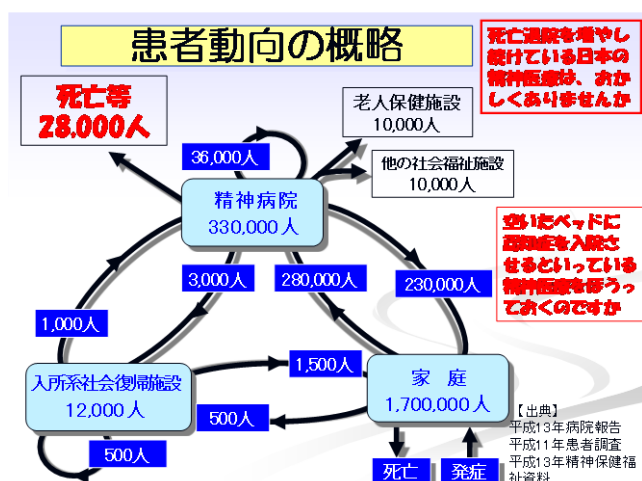 患者動向の概略
死亡退院を増やし
続けている日本の
精神医療は、おか
しくありませんか
死亡等
28,000人
老人保健施設
10,000人
36,000人
他の社会福祉施設
10,000人
精神病院
330,000人
空いたベッドに
認知症を入院さ
せるといっている
精神医療をほうっ
ておくのですか
3,000人
280,000人
230,000人
1,000人
1,500人
入所系社会復帰施設
12,000人
家 庭
1,700,000人
500人
500人
死亡
発症
【出典】
平成13年病院報告
平成11年患者調査
平成13年精神保健福
祉資料